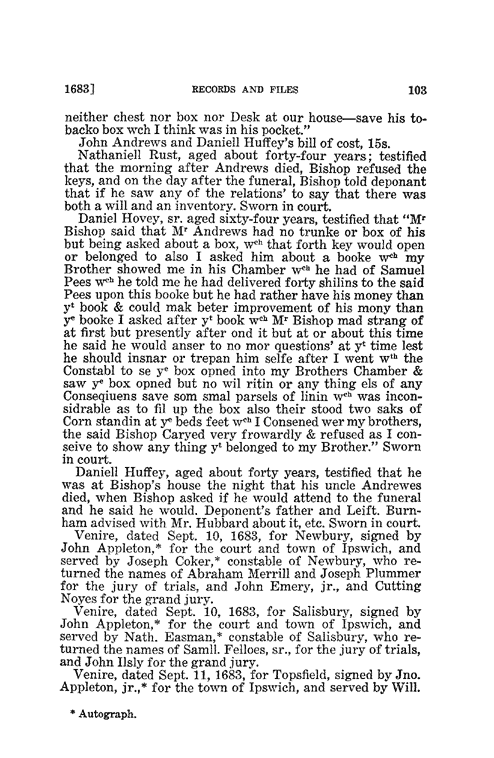 1683] RECORDS AND FILES 103
neither chest nor box nor Desk at our house—save his to-
backo box wch I think was in his pocket."
John Andrews and Daniell Huffey's bill of cost, 15s.
Nathaniell Rust, aged about forty-four years; testified
that the morning after Andrews died, Bishop refused the
keys, and on the day after the funeral, Bishop told deponant
that if he saw any of the relations' to say that there was
both a will and an inventory. Sworn in court.
Daniel Hovey, sr. aged sixty-four years, testified that "Mʳ
Bishop said that Mʳ Andrews had no trunke or box of his
but being asked about a box, wᶜʰ that forth key would open
or belonged to also I asked him about a booke wᶜʰ my
Brother showed me in his Chamber wᶜʰ he had of Samuel
Pees wᶜʰ he told me he had delivered forty shilins to the said
Pees upon this booke but he had rather have his money than
yᵗ book & could mak beter improvement of his mony than
yᵉ booke I asked after yᵗ book wᶜʰ Mʳ Bishop mad strang of
at first but presently after ond it but at or about this time
he said he would anser to no mor questions' at yᵗ time lest
he should insnar or trepan him selfe after I went wᵗʰ the
Constabl to se yᵉ box opned into my Brothers Chamber &
saw yᵉ box opned but no wil ritin or any thing els of any
Conseqiuens save som smal parsels of linin wᶜʰ was incon-
sidrable as to fil up the box also their stood two saks of
Corn standin at yᵉ beds feet wᶜʰ I Consened wer my brothers,
the said Bishop Caryed very frowardly & refused as I con-
seive to show any thing yᵗ belonged to my Brother." Sworn
in court.
Daniell Huffey, aged about forty years, testified that he
was at Bishop's house the night that his uncle Andrewes
died, when Bishop asked if he would attend to the funeral
and he said he would. Deponent's father and Leift. Burn-
ham advised with Mr. Hubbard about it, etc. Sworn in court.
Venire, dated Sept. 10, 1683, for Newbury, signed by
John Appleton,* for the court and town of Ipswich, and
served by Joseph Coker,* constable of Newbury, who re-
turned the names of Abraham Merrill and Joseph Plummer
for the jury of trials, and John Emery, jr., and Cutting
Noyes for the grand jury.
Venire, dated Sept. 10, 1683, for Salisbury, signed by
John Appleton,* for the court and town of Ipswich, and
served by Nath. Easman,* constable of Salisbury, who re-
turned the names of Samll. Felloes, sr., for the jury of trials,
and John Ilsly for the grand jury.
Venire, dated Sept. 11, 1683, for Topsfield, signed by Jno.
Appleton, jr.,* for the town of Ipswich, and served by Will.
* Autograph.